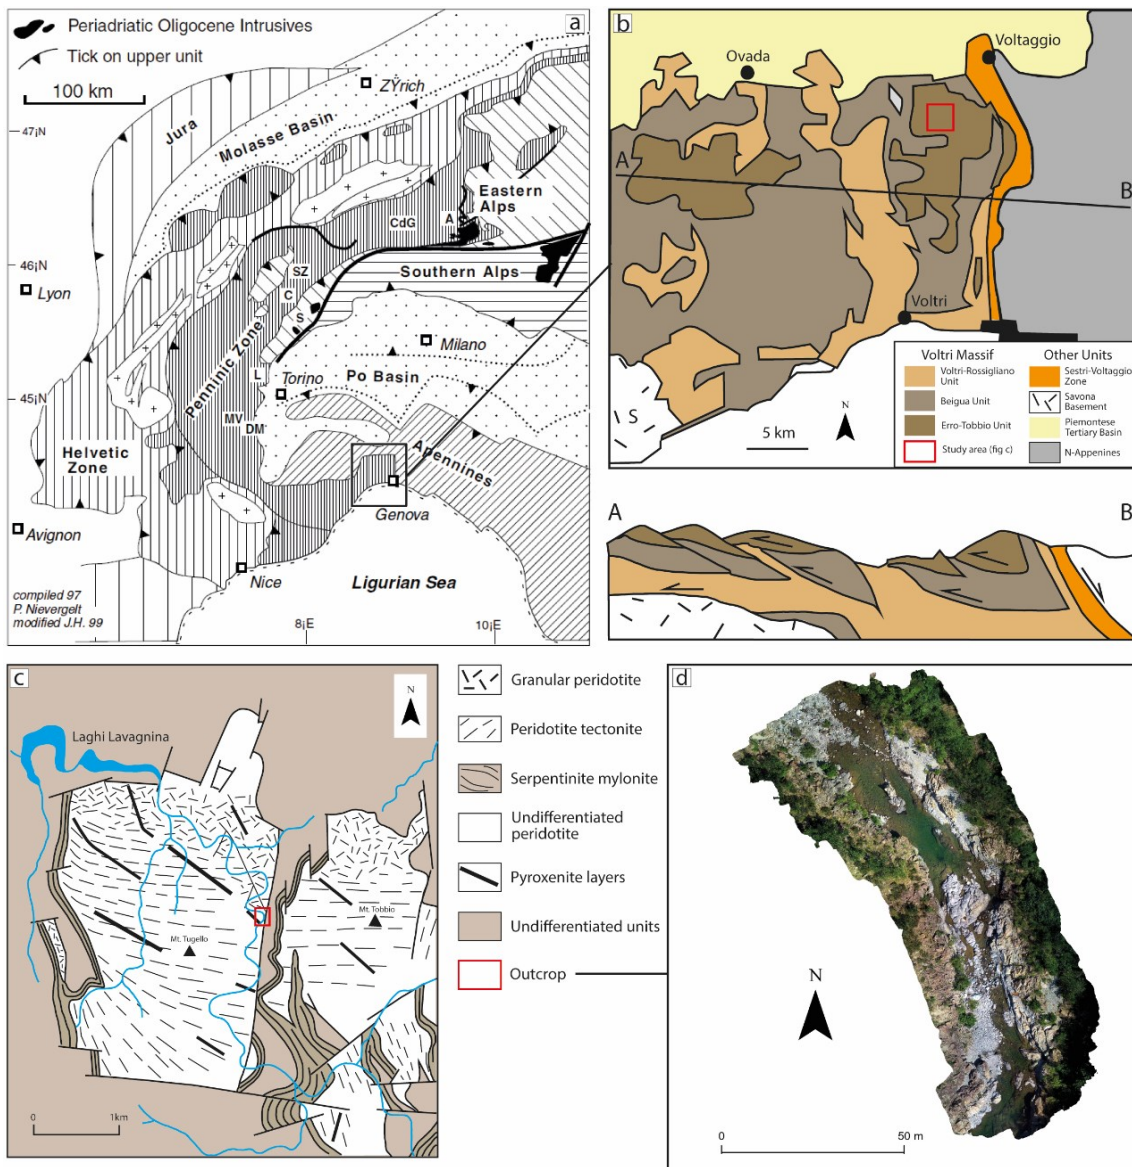 a
Periadriatic Oligocene Intrusives
Tick on upper unit
100 km
ZŸrich
47¡N
Jura
Molasse Basin
Eastern
Alps
A
CdG
46¡N
SZ
Southern Alps
Lyon
C
S
Milano
Penninic Zone
L
Torino
Po Basin
45¡N
MV
DM
Helvetic
Zone
Apennines
Genova
Avignon
Nice
Ligurian Sea
compiled 97
P. Nievergelt
modified J.H. 99
8¡E
10¡E
b
Voltaggio
Ovada
A
B
Voltri
S
5 km
N
Voltri Massif
Other Units
Voltri-Rossigliano
Unit
Sestri-Voltaggio
Zone
Beigua Unit
Savona
Basement
Erro-Tobbio Unit
Piemontese
Tertiary Basin
Study area (fig c)
N-Appenines
A
B
c
N
Laghi Lavagnina
Mt. Tobbio
Mt. Tugello
0
1km
Granular peridotite
Peridotite tectonite
Serpentinite mylonite
Undifferentiated
peridotite
Pyroxenite layers
Undifferentiated units
Outcrop
d
N
0
50 m